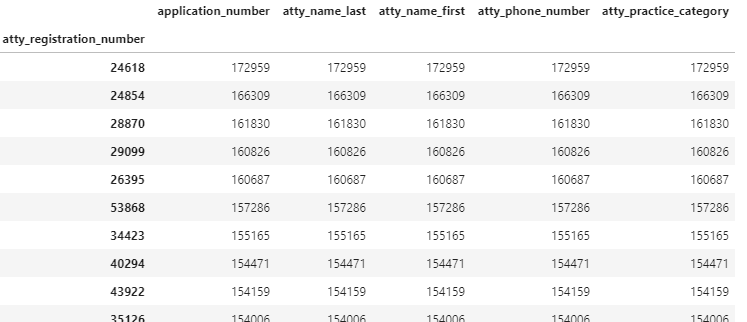 application_number atty_name_last atty_name_first atty_phone_number atty_practice_category
atty_registration_number
24618 172959 172959 172959 172959 172959
24854 166309 166309 166309 166309 166309
28870 161830 161830 161830 161830 161830
29099 160826 160826 160826 160826 160826
26395 160687 160687 160687 160687 160687
53868 157286 157286 157286 157286 157286
34423 155165 155165 155165 155165 155165
40294 154471 154471 154471 154471 154471
43922 154159 154159 154159 154159 154159
35126 154006 154006 154006 154006 154006